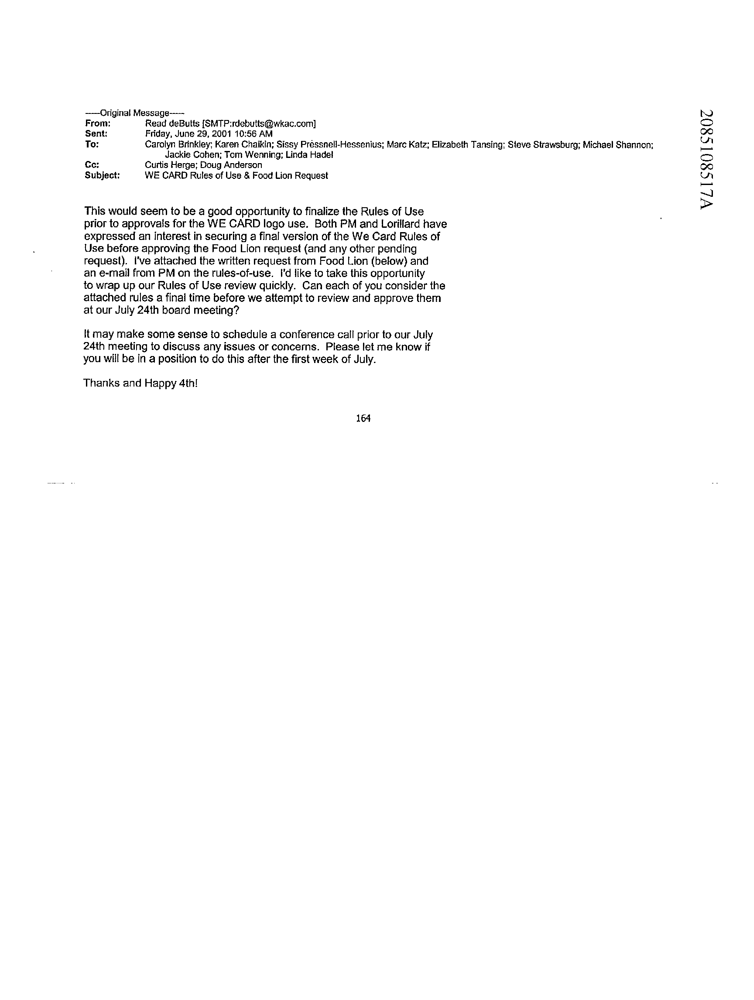 -----Original Message-----
From: Read deButts [SMTP:rdebutts@wkac.com]
Sent: Friday, June 29, 2001 10:56 AM
To: Carolyn Brinkley; Karen Chaikin; Sissy Pressnell-Hessenius; Marc Katz; Elizabeth Tansing; Steve Strawsburg; Michael Shannon;
Jackie Cohen; Tom Wenning; Linda Hadel
Cc: Curtis Herge; Doug Anderson
Subject: WE CARD Rules of Use & Food Lion Request
This would seem to be a good opportunity to finalize the Rules of Use
prior to approvals for the WE CARD logo use. Both PM and Lorillard have
expressed an interest in securing a final version of the We Card Rules of
Use before approving the Food Lion request (and any other pending
request). I've attached the written request from Food Lion (below) and
an e-mail from PM on the rules-of-use. I'd like to take this opportunity
to wrap up our Rules of Use review quickly. Can each of you consider the
attached rules a final time before we attempt to review and approve them
at our July 24th board meeting?
It may make some sense to schedule a conference call prior to our July
24th meeting to discuss any issues or concerns. Please let me know if
you will be in a position to do this after the first week of July.
Thanks and Happy 4th!
164
2085108517A